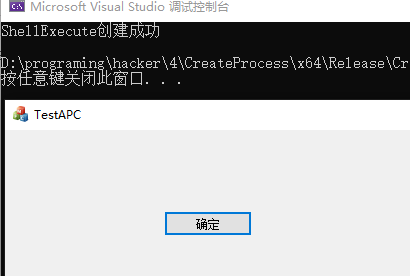 Microsoft Visual Studio 调试控制台
ShellExecute创建成功
D:\programing\hacker\4\CreateProcess\x64\Release\Cr
按任意键关闭此窗口. . .
TestAPC
确定